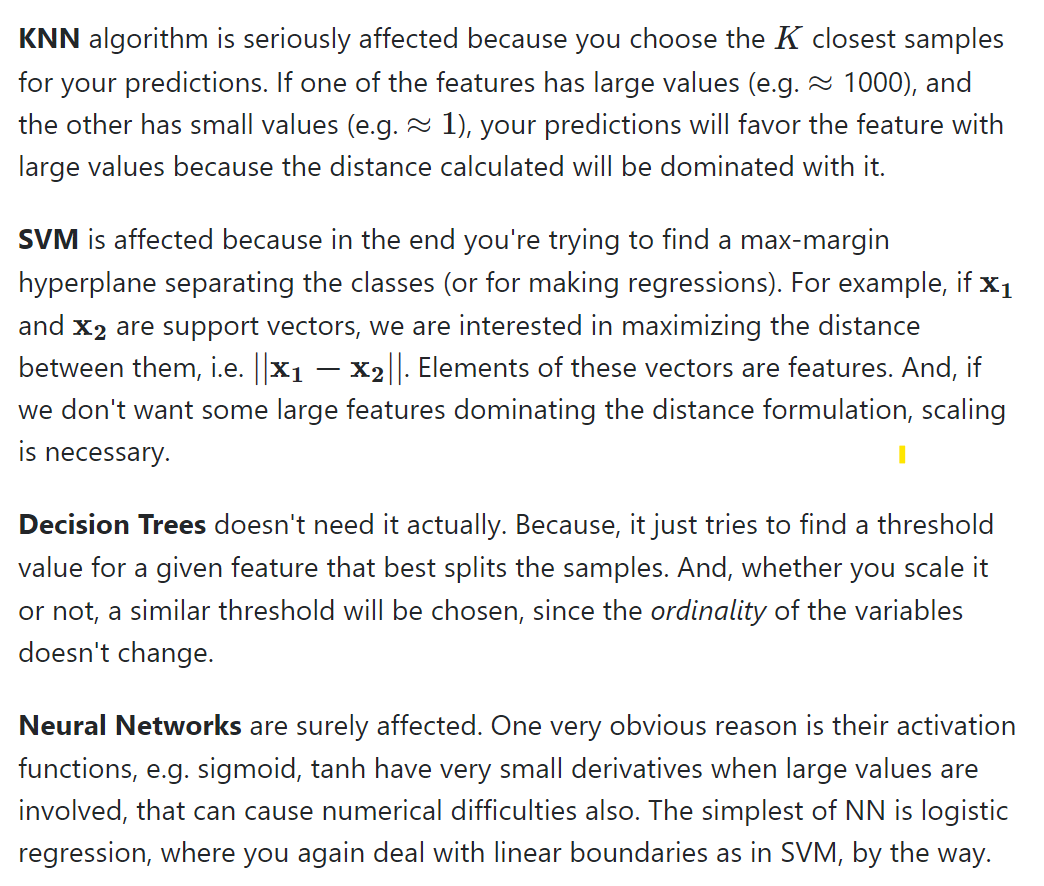 KNN algorithm is seriously affected because you choose the K closest samples
for your predictions. If one of the features has large values (e.g. ≈ 1000), and
the other has small values (e.g. ≈ 1), your predictions will favor the feature with
large values because the distance calculated will be dominated with it.
SVM is affected because in the end you're trying to find a max-margin
hyperplane separating the classes (or for making regressions). For example, if x₁
and x₂ are support vectors, we are interested in maximizing the distance
between them, i.e. ||x₁ − x₂||. Elements of these vectors are features. And, if
we don't want some large features dominating the distance formulation, scaling
is necessary.
Decision Trees doesn't need it actually. Because, it just tries to find a threshold
value for a given feature that best splits the samples. And, whether you scale it
or not, a similar threshold will be chosen, since the ordinality of the variables
doesn't change.
Neural Networks are surely affected. One very obvious reason is their activation
functions, e.g. sigmoid, tanh have very small derivatives when large values are
involved, that can cause numerical difficulties also. The simplest of NN is logistic
regression, where you again deal with linear boundaries as in SVM, by the way.